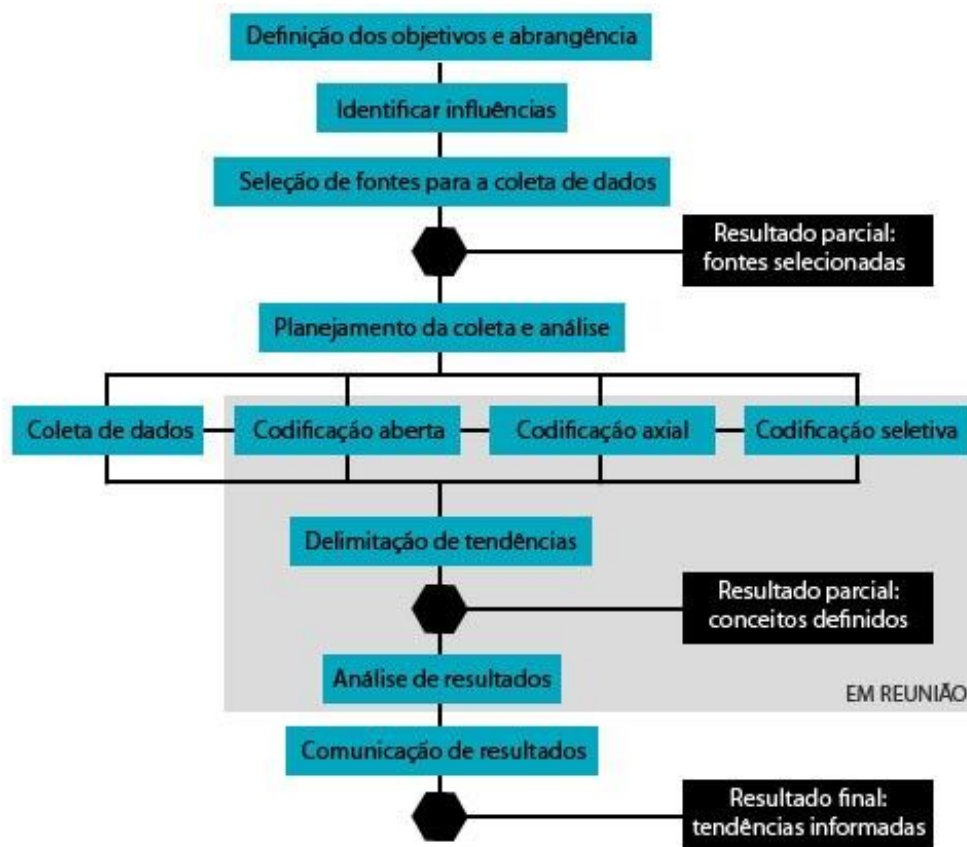 Definição dos objetivos e abrangência
Identificar influências
Seleção de fontes para a coleta de dados
Resultado parcial:
fontes selecionadas
Planejamento da coleta e análise
Coleta de dados
Codificação aberta
Codificação axial
Codificação seletiva
Delimitação de tendências
Resultado parcial:
conceitos definidos
Análise de resultados
EM REUNIÃO
Comunicação de resultados
Resultado final:
tendências informadas